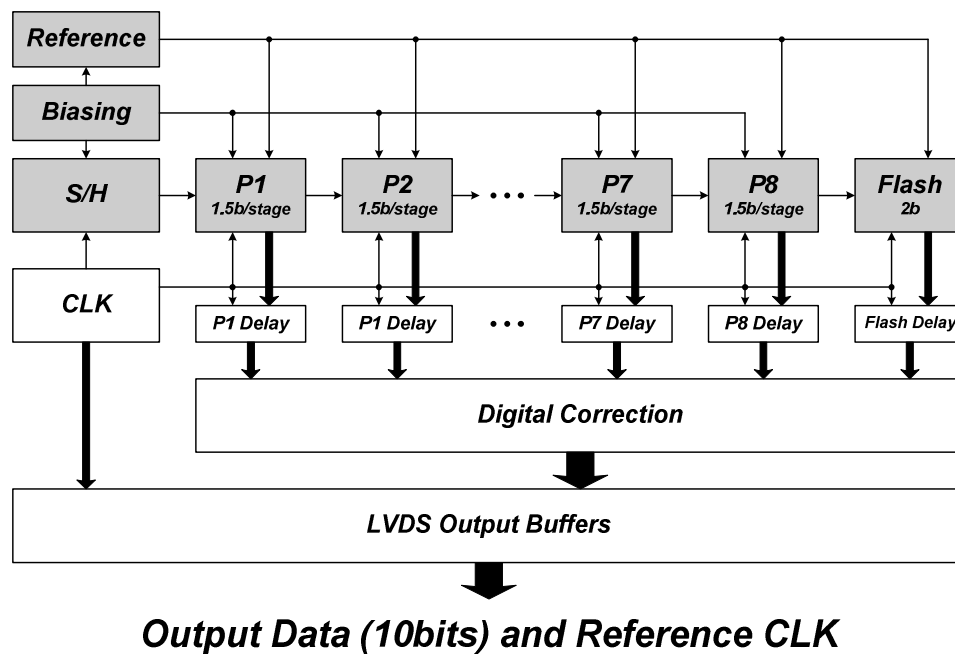 Reference
Biasing
S/H
P1
1.5b/stage
P2
1.5b/stage
...
P7
1.5b/stage
P8
1.5b/stage
Flash
2b
CLK
P1 Delay
P1 Delay
...
P7 Delay
P8 Delay
Flash Delay
Digital Correction
LVDS Output Buffers
Output Data (10bits) and Reference CLK